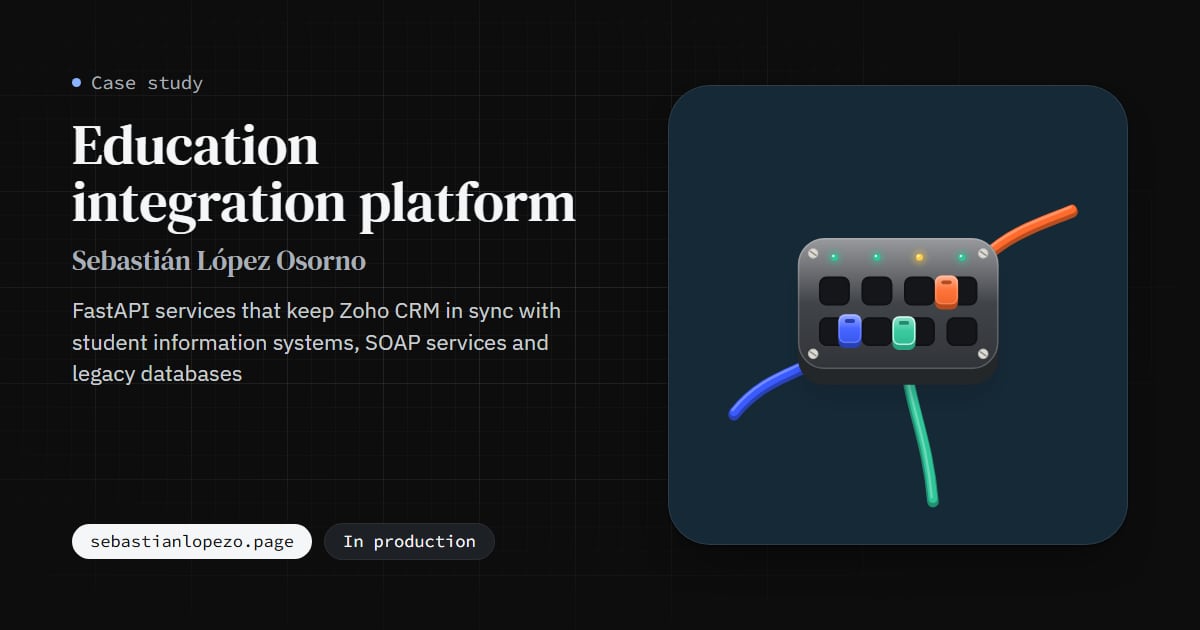 Case study
Education
integration platform
Sebastián López Osorno
FastAPI services that keep Zoho CRM in sync with
student information systems, SOAP services and
legacy databases
sebastianlopezo.page
In production